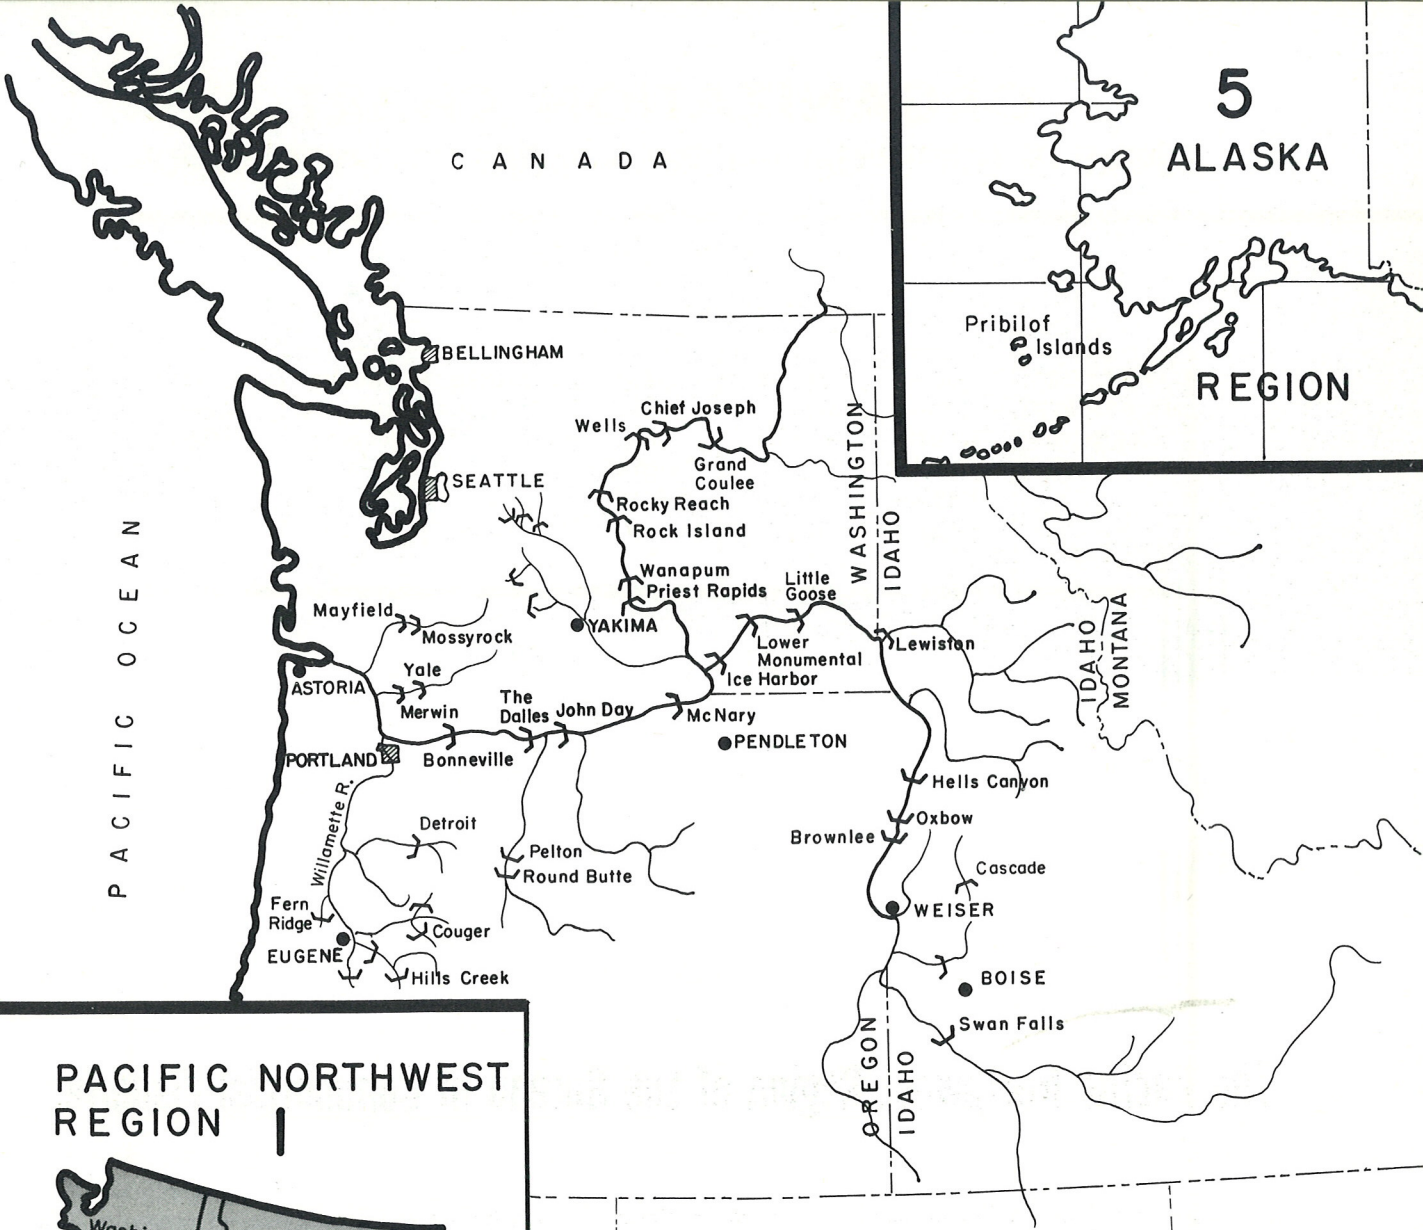 CANADA
5
ALASKA
Pribilof
Islands
REGION
BELLINGHAM
Chief Joseph
Wells
Grand
Coulee
SEATTLE
Rocky Reach
Rock Island
WASHINGTON
IDAHO
PACIFIC OCEAN
Wanapum
Priest Rapids
Little
Goose
Mayfield
Mossyrock
YAKIMA
Lower
Monumental
Ice Harbor
Lewiston
IDAHO
MONTANA
ASTORIA
Yale
Merwin
The
Dalles
John Day
McNary
PENDLETON
PORTLAND
Bonneville
Willamette R.
Hells Canyon
Oxbow
Brownlee
Detroit
Pelton
Round Butte
Cascade
Fern
Ridge
WEISER
Couger
EUGENE
Hills Creek
BOISE
Swan Falls
OREGON
IDAHO
PACIFIC NORTHWEST
REGION 1